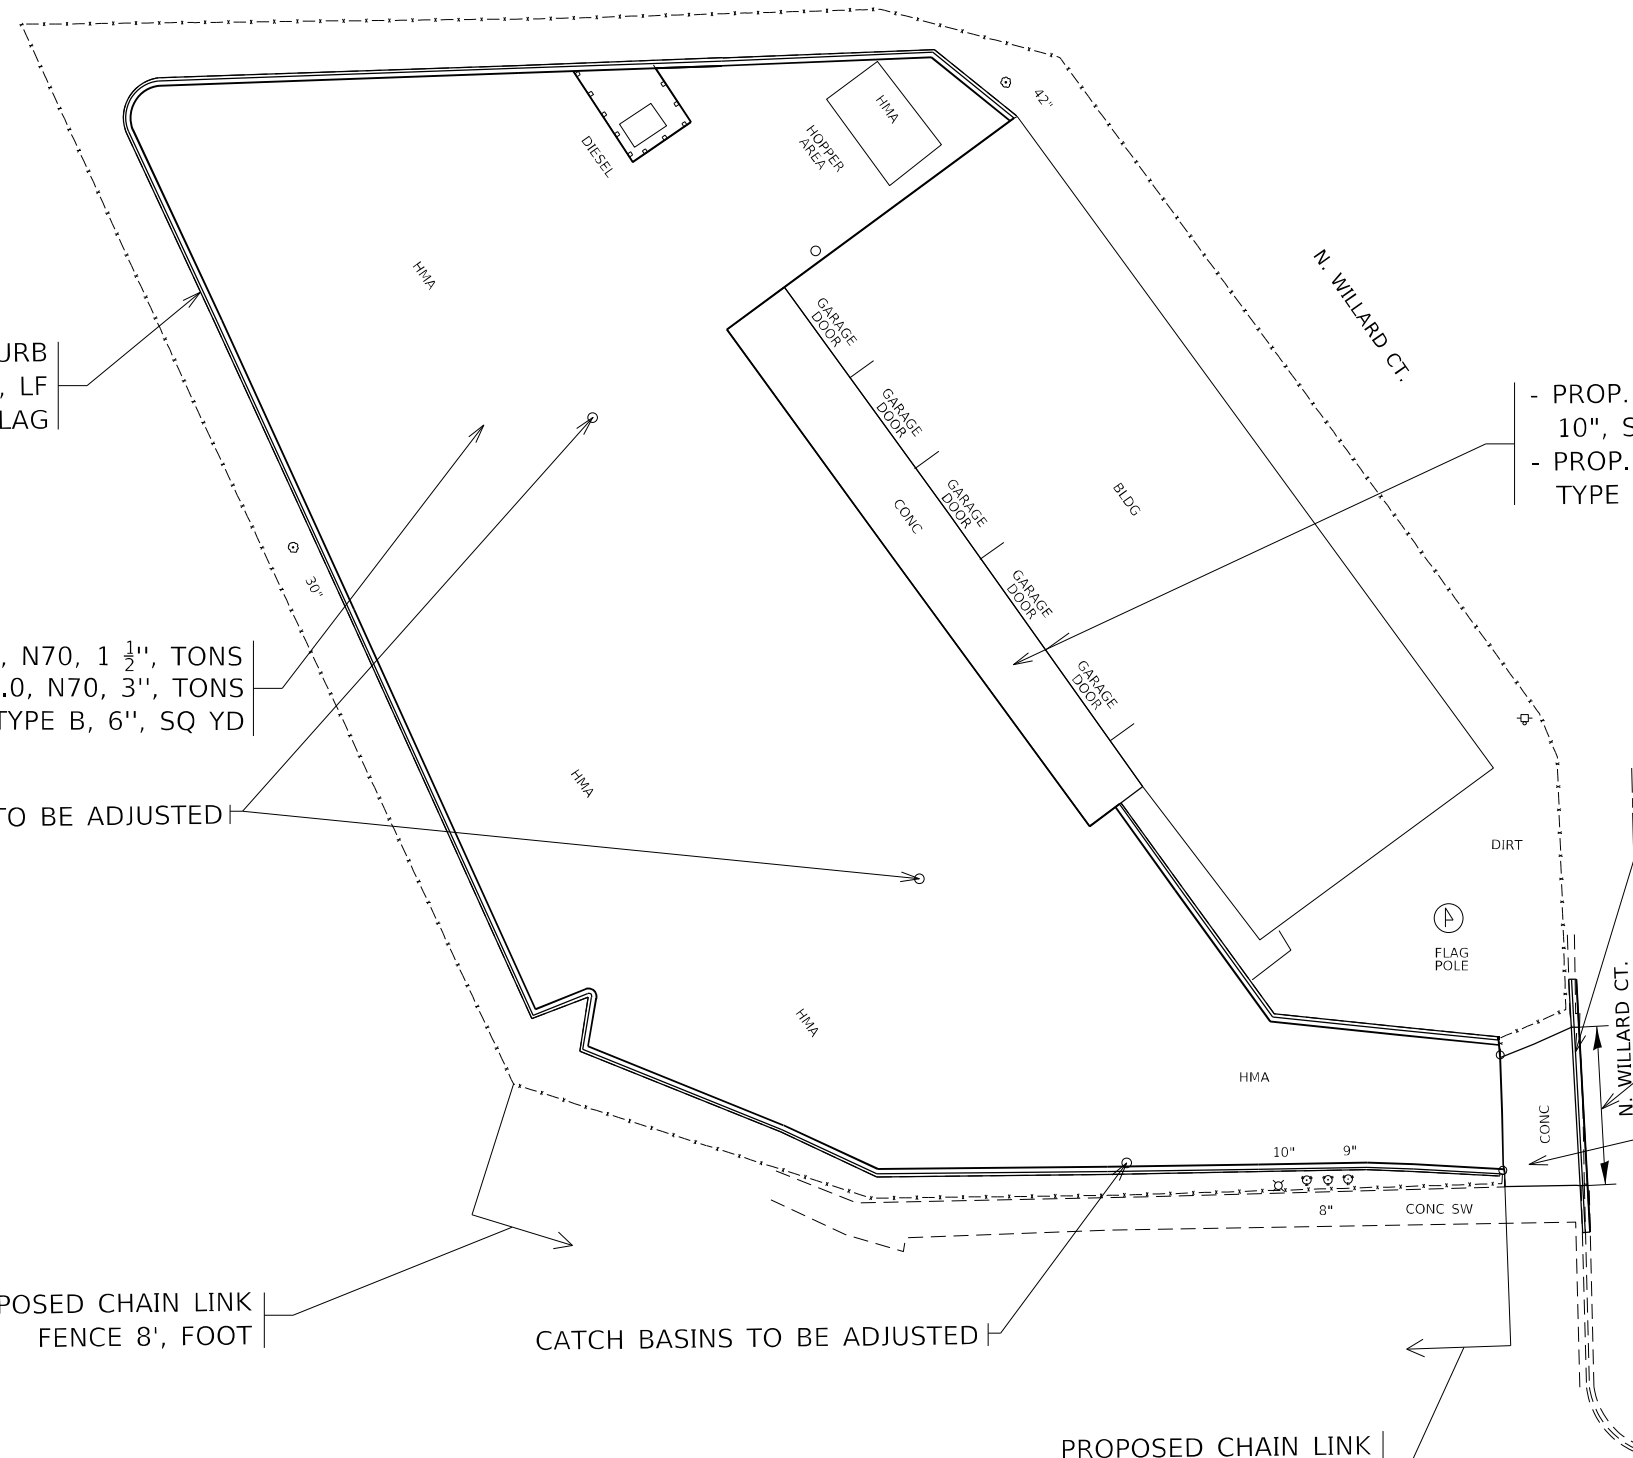 42"
HMA
DIESEL
HOPPER
AREA
HMA
N. WILLARD CT.
GARAGE
DOOR
URB
, LF
LAG
- PROP.
10", S
- PROP.
TYPE
GARAGE
DOOR
GARAGE
DOOR
CONC
BLDG
GARAGE
DOOR
30"
GARAGE
DOOR
, N70, 1 1/2'', TONS
.0, N70, 3'', TONS
TYPE B, 6'', SQ YD
HMA
TO BE ADJUSTED
DIRT
FLAG
POLE
HMA
N. WILLARD CT.
HMA
CONC
10"
9"
8"
CONC SW
POSED CHAIN LINK
FENCE 8', FOOT
CATCH BASINS TO BE ADJUSTED
PROPOSED CHAIN LINK